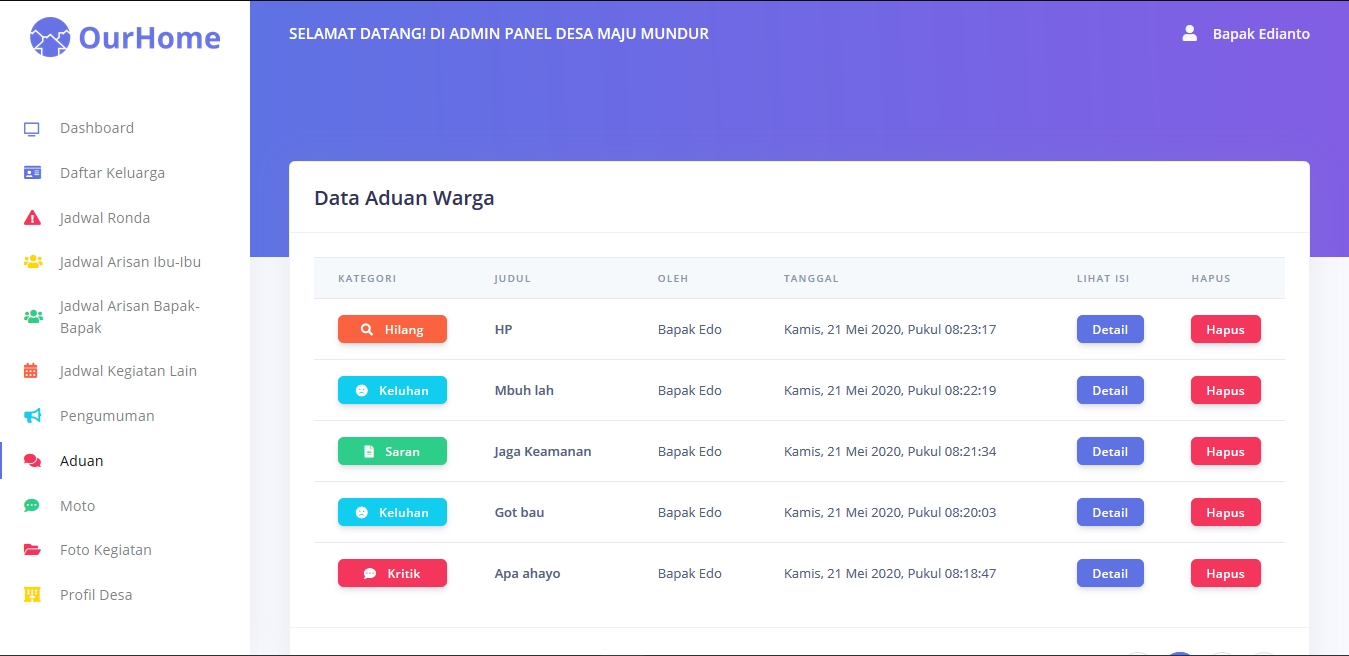 OurHome
SELAMAT DATANG! DI ADMIN PANEL DESA MAJU MUNDUR
Bapak Edianto
Dashboard
Daftar Keluarga
Jadwal Ronda
Jadwal Arisan Ibu-Ibu
Jadwal Arisan Bapak-
Bapak
Jadwal Kegiatan Lain
Pengumuman
Aduan
Moto
Foto Kegiatan
Profil Desa
Data Aduan Warga
KATEGORI JUDUL OLEH TANGGAL LIHAT ISI HAPUS
Hilang HP Bapak Edo Kamis, 21 Mei 2020, Pukul 08:23:17 Detail Hapus
Keluhan Mbuh lah Bapak Edo Kamis, 21 Mei 2020, Pukul 08:22:19 Detail Hapus
Saran Jaga Keamanan Bapak Edo Kamis, 21 Mei 2020, Pukul 08:21:34 Detail Hapus
Keluhan Got bau Bapak Edo Kamis, 21 Mei 2020, Pukul 08:20:03 Detail Hapus
Kritik Apa ahayo Bapak Edo Kamis, 21 Mei 2020, Pukul 08:18:47 Detail Hapus